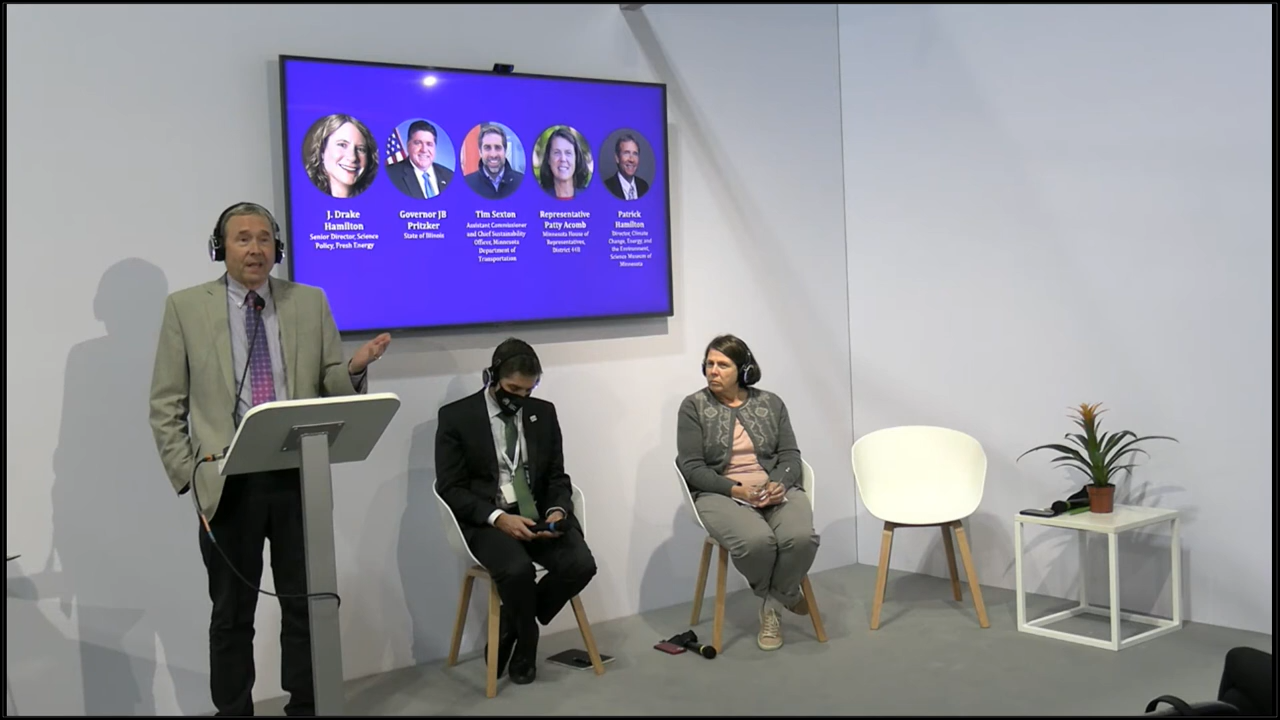 J. Drake
Hamilton
Senior Director, Science
Policy, Fresh Energy
Governor JB
Pritzker
State of Illinois
Tim Sexton
Assistant Commissioner
and Chief Sustainability
Officer, Minnesota
Department of
Transportation
Representative
Patty Acomb
Minnesota House of
Representatives,
District 44B
Patrick
Hamilton
Director, Climate
Change, Energy, and
the Environment,
Science Museum of
Minnesota